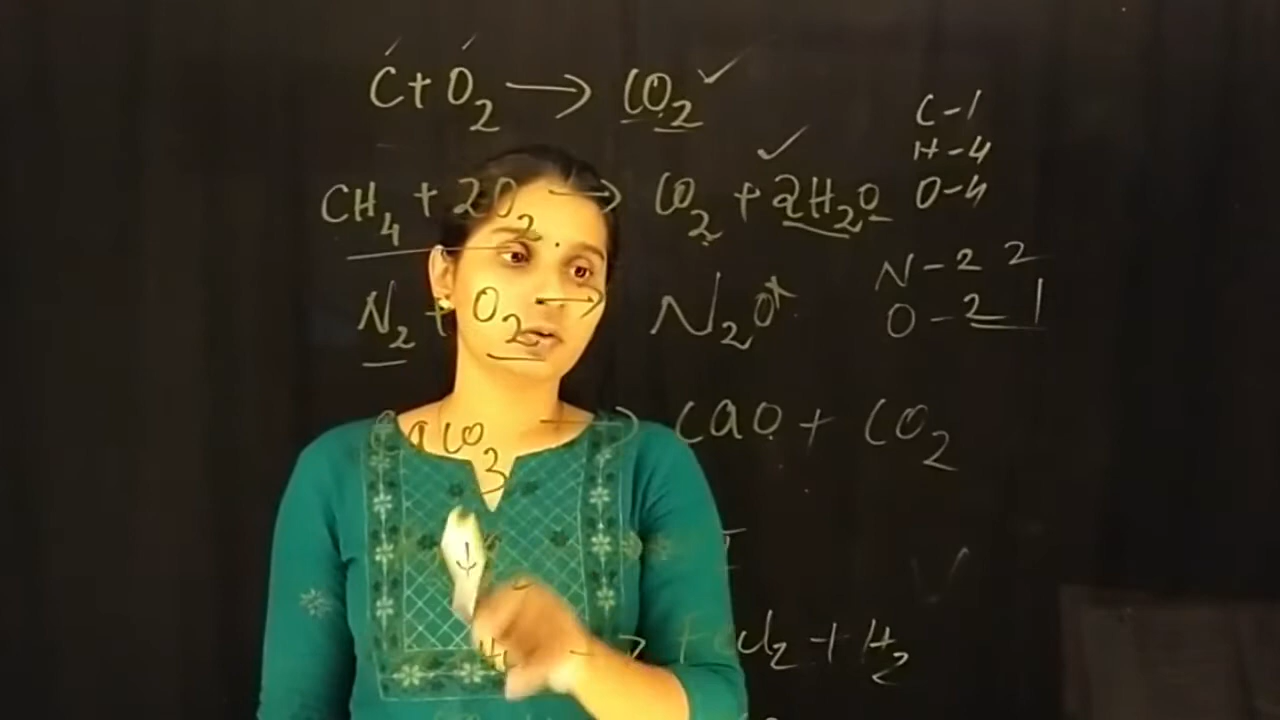 C + O₂ → CO₂ ✓
C-1
H-4
CH₄ + 2O₂ → CO₂ + 2H₂O ✓
O-4
N-2 2
N₂ + O₂ → N₂O
O-2 1
CaCO₃ → CaO + CO₂
→ FeCl₂ + H₂